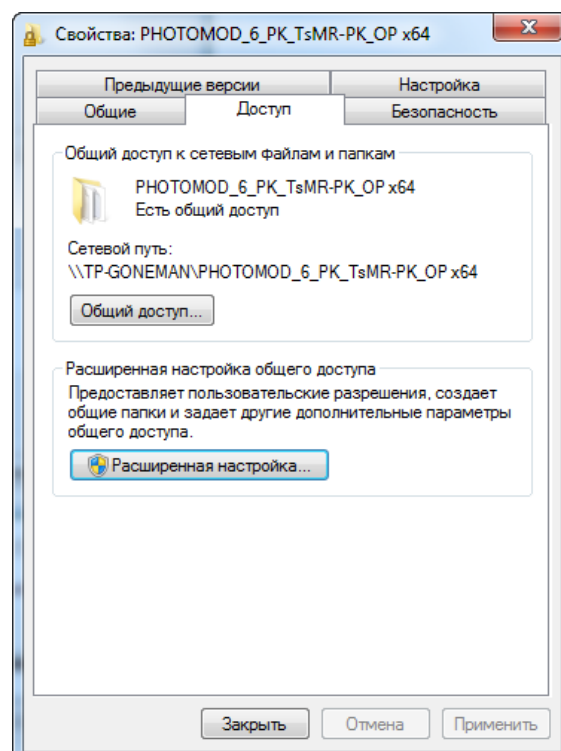 Свойства: PHOTOMOD_6_PK_TsMR-PK_OP x64
Предыдущие версии
Настройка
Общие
Доступ
Безопасность
Общий доступ к сетевым файлам и папкам
PHOTOMOD_6_PK_TsMR-PK_OP x64
Есть общий доступ
Сетевой путь:
\\TP-GONEMAN\PHOTOMOD_6_PK_TsMR-PK_OP x64
Общий доступ...
Расширенная настройка общего доступа
Предоставляет пользовательские разрешения, создает
общие папки и задает другие дополнительные параметры
общего доступа.
Расширенная настройка...
Закрыть
Отмена
Применить